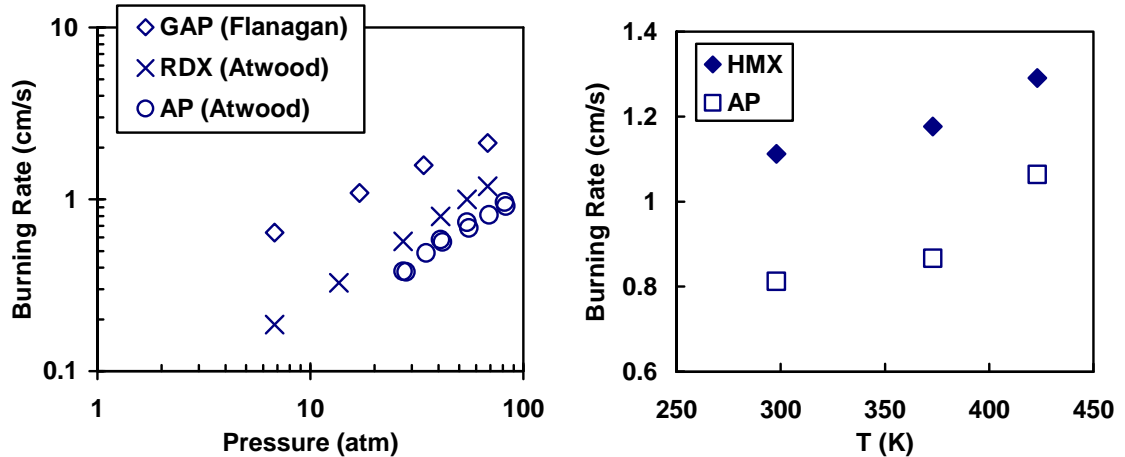 10
GAP (Flanagan)
RDX (Atwood)
AP (Atwood)
Burning Rate (cm/s)
1
0.1
1
10
100
Pressure (atm)
1.4
HMX
AP
1.2
Burning Rate (cm/s)
1
0.8
0.6
250
300
350
400
450
T (K)